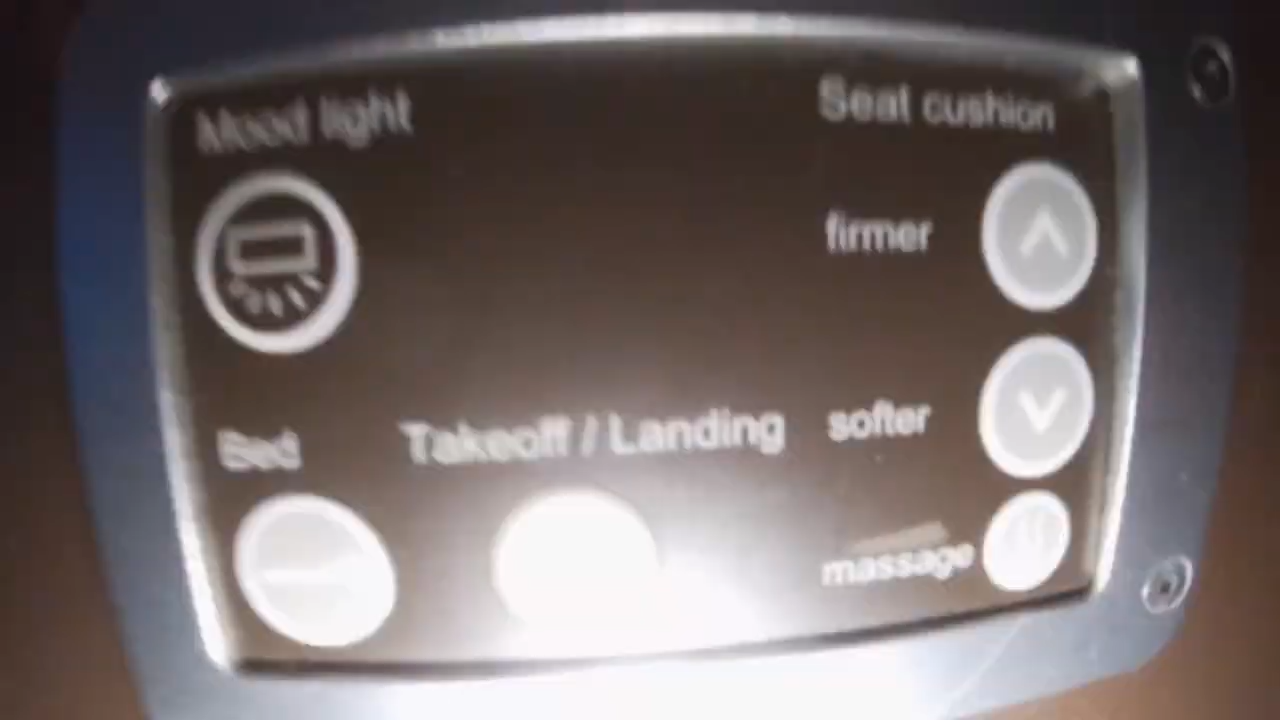 Mood light
Seat cushion
firmer
Bed
Takeoff / Landing
softer
massage